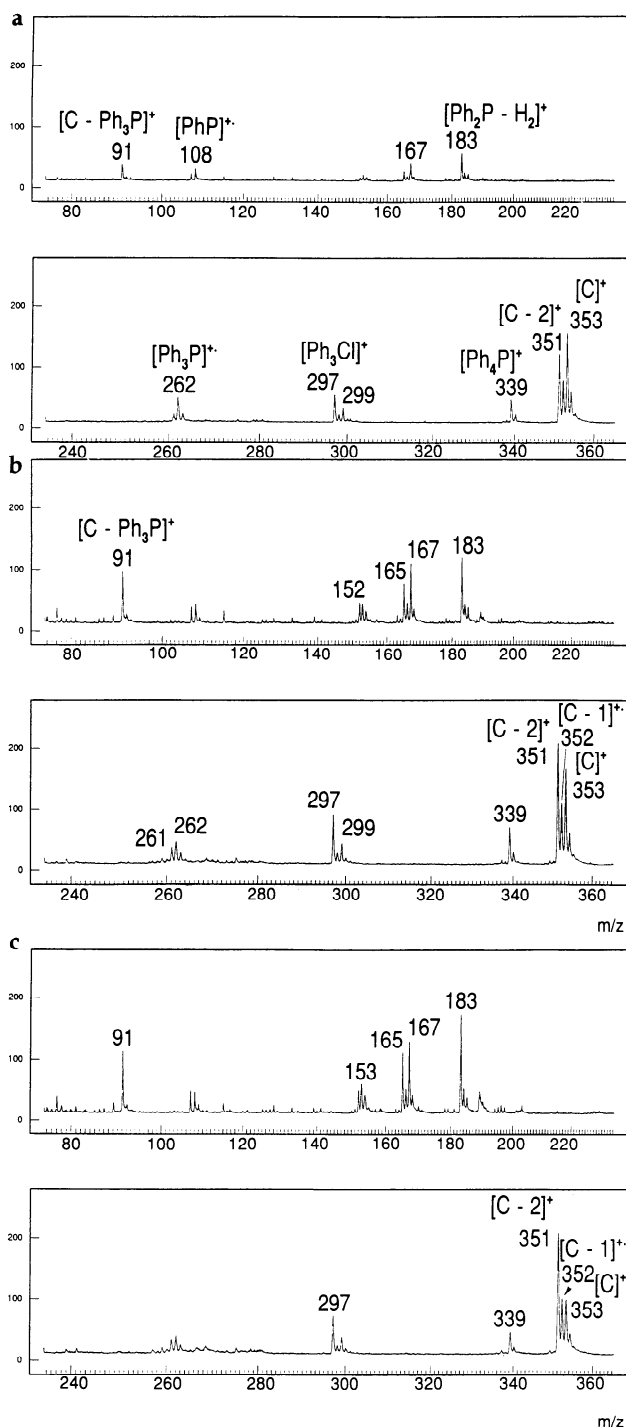 a
200
100
0
[C - Ph3P]+
91
[PhP]+·
108
167
[Ph2P - H2]+
183
80 100 120 140 160 180 200 220
200
100
0
[Ph3P]+·
262
[Ph3Cl]+
297
299
[Ph4P]+
339
[C - 2]+
351
[C]+
353
240 260 280 300 320 340 360
b
200
100
0
[C - Ph3P]+
91
152
165
167
183
80 100 120 140 160 180 200 220
200
100
0
261
262
297
299
339
[C - 2]+
351
[C - 1]+·
352
[C]+
353
240 260 280 300 320 340 360
m/z
c
200
100
0
91
153
165
167
183
80 100 120 140 160 180 200 220
200
100
0
297
339
[C - 2]+
351
[C - 1]+·
352
[C]+
353
240 260 280 300 320 340 360
m/z